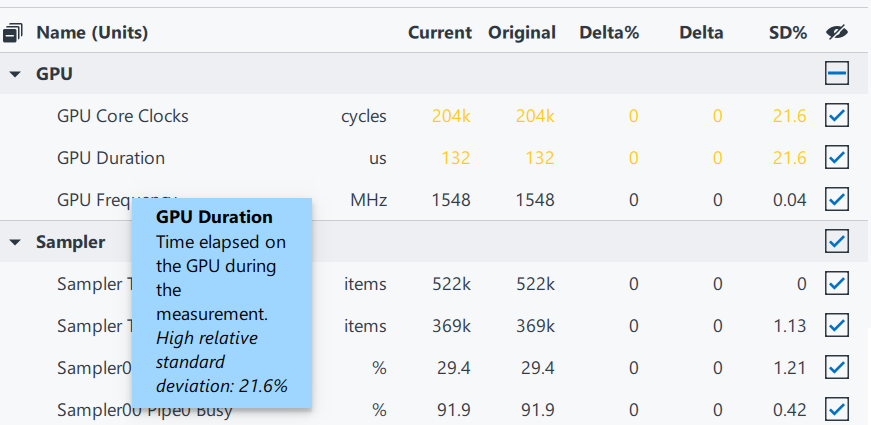 Name (Units) Current Original Delta% Delta SD%
GPU
GPU Core Clocks cycles 204k 204k 0 0 21.6
GPU Duration us 132 132 0 0 21.6
GPU MHz 1548 1548 0 0 0.04
Sampler
Sampler items 522k 522k 0 0 0
Sampler items 369k 369k 0 0 1.13
% 29.4 29.4 0 0 1.21
Sampler00 Pipe0 Busy % 91.9 91.9 0 0 0.42
GPU Duration
Time elapsed on
the GPU during
the
measurement.
High relative
standard
deviation: 21.6%